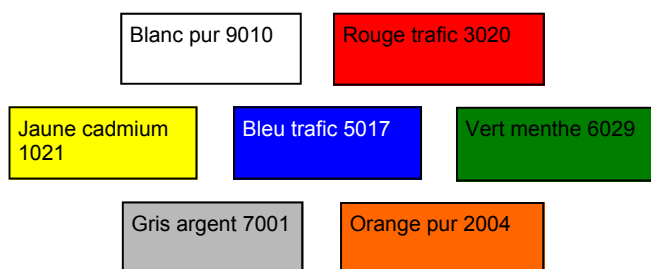 Blanc pur 9010
Rouge trafic 3020
Jaune cadmium
1021
Bleu trafic 5017
Vert menthe 6029
Gris argent 7001
Orange pur 2004